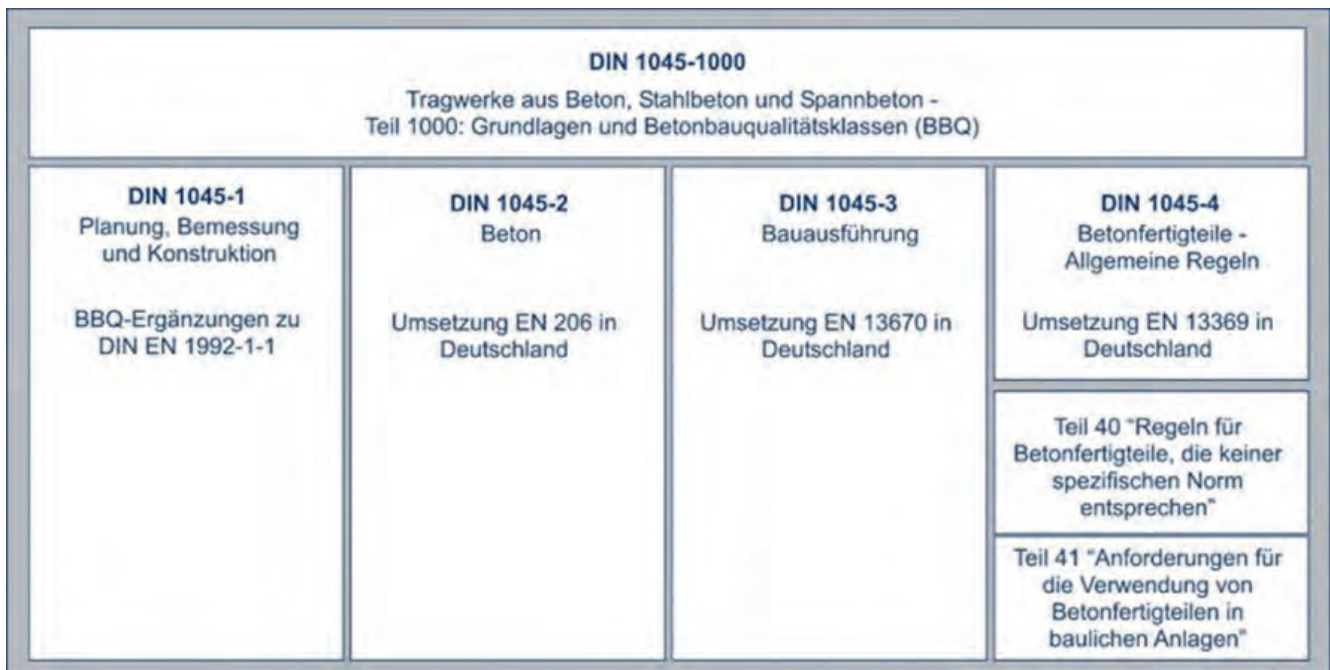 DIN 1045-1000
Tragwerke aus Beton, Stahlbeton und Spannbeton -
Teil 1000: Grundlagen und Betonbauqualitätsklassen (BBQ)
DIN 1045-1
Planung, Bemessung
und Konstruktion
BBQ-Ergänzungen zu
DIN EN 1992-1-1
DIN 1045-2
Beton
Umsetzung EN 206 in
Deutschland
DIN 1045-3
Bauausführung
Umsetzung EN 13670 in
Deutschland
DIN 1045-4
Betonfertigteile -
Allgemeine Regeln
Umsetzung EN 13369 in
Deutschland
Teil 40 “Regeln für
Betonfertigteile, die keiner
spezifischen Norm
entsprechen”
Teil 41 “Anforderungen für
die Verwendung von
Betonfertigteilen in
baulichen Anlagen”